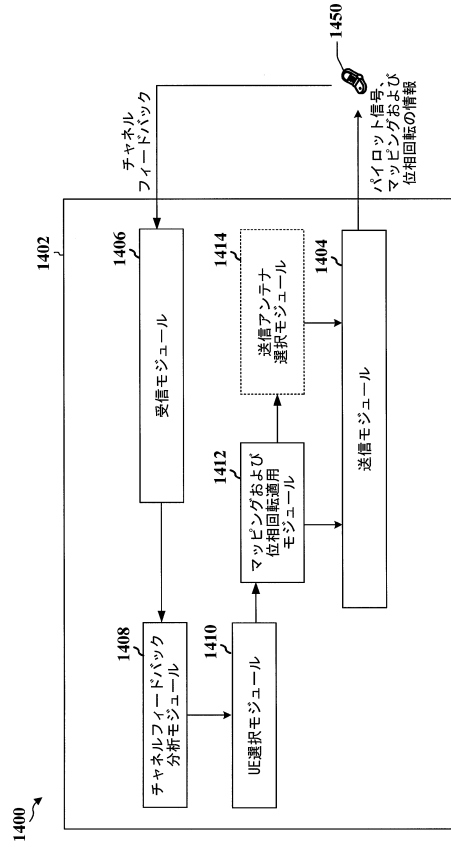 1400
1402
チャネル
フィードバック
1406
受信モジュール
1408
チャネルフィードバック
分析モジュール
1410
UE選択モジュール
1412
マッピングおよび
位相回転適用
モジュール
1414
送信アンテナ
選択モジュール
1404
送信モジュール
1450
パイロット信号、
マッピングおよび
位相回転の情報